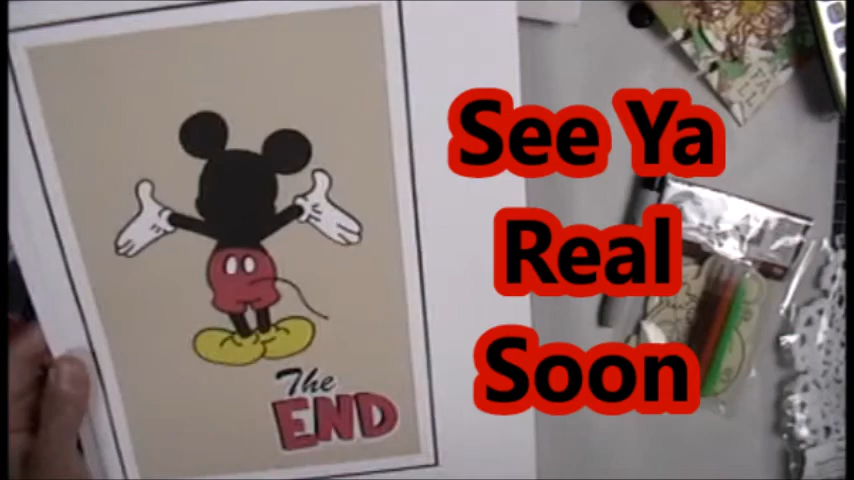 The
END
See Ya
Real
Soon